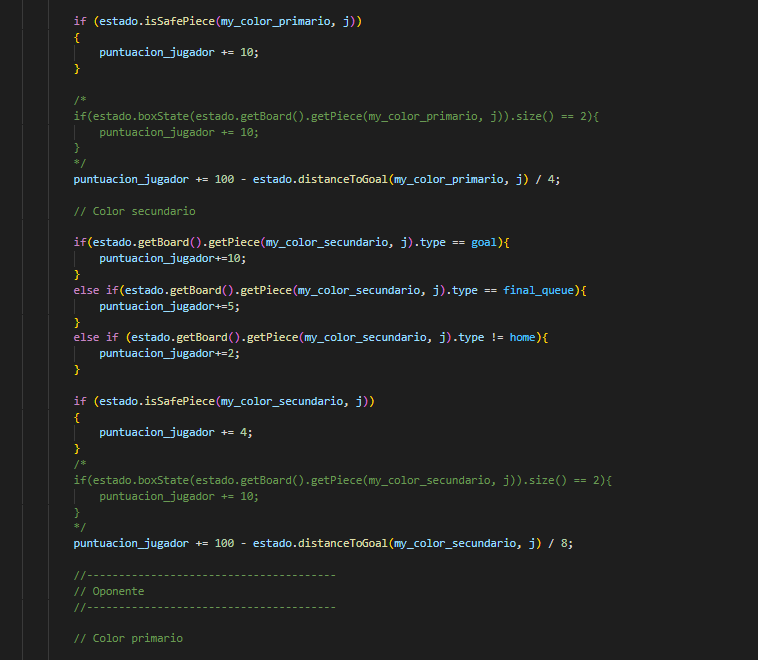 if (estado.isSafePiece(my_color_primario, j))
{
    puntuacion_jugador += 10;
}
/*
if(estado.boxState(estado.getBoard().getPiece(my_color_primario, j)).size() == 2){
    puntuacion_jugador += 10;
}
*/
puntuacion_jugador += 100 - estado.distanceToGoal(my_color_primario, j) / 4;
// Color secundario
if(estado.getBoard().getPiece(my_color_secundario, j).type == goal){
    puntuacion_jugador+=10;
}
else if(estado.getBoard().getPiece(my_color_secundario, j).type == final_queue){
    puntuacion_jugador+=5;
}
else if (estado.getBoard().getPiece(my_color_secundario, j).type != home){
    puntuacion_jugador+=2;
}
if (estado.isSafePiece(my_color_secundario, j))
{
    puntuacion_jugador += 4;
}
/*
if(estado.boxState(estado.getBoard().getPiece(my_color_secundario, j)).size() == 2){
    puntuacion_jugador += 10;
}
*/
puntuacion_jugador += 100 - estado.distanceToGoal(my_color_secundario, j) / 8;
//---------------------------------------
// Oponente
//---------------------------------------
// Color primario